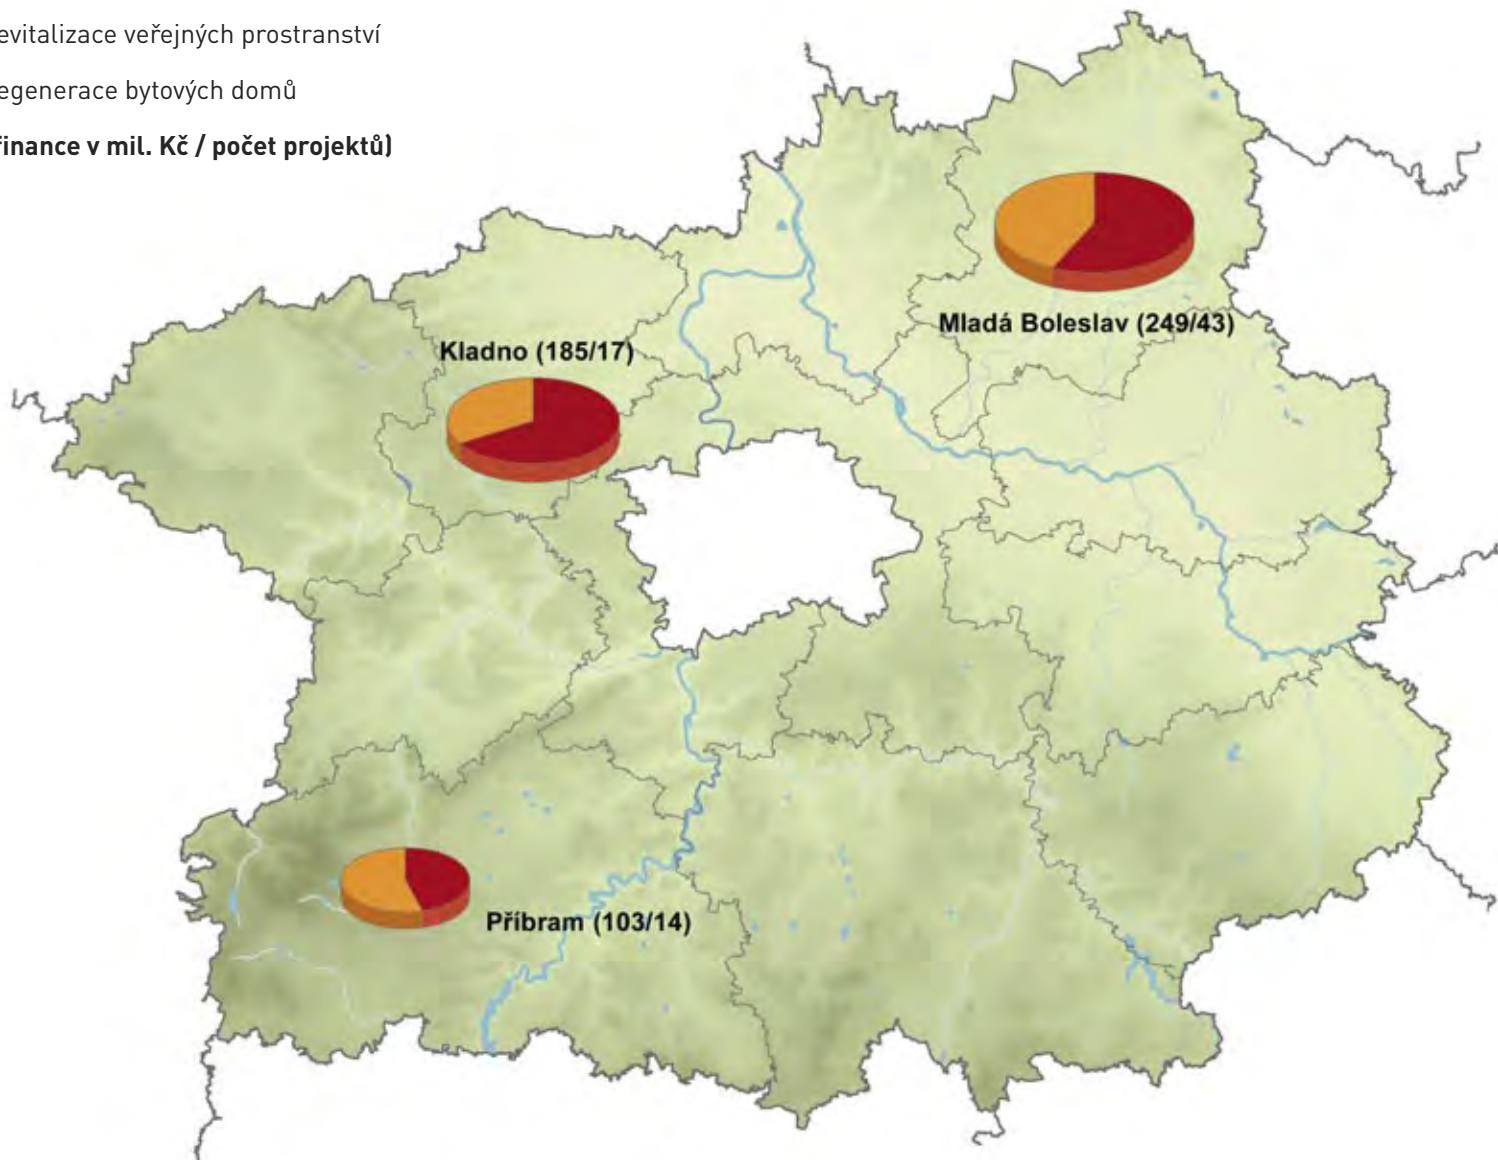 evitalizace veřejných prostranství
egenerace bytových domů
finance v mil. Kč / počet projektů)
Mladá Boleslav (249/43)
Kladno (185/17)
Příbram (103/14)